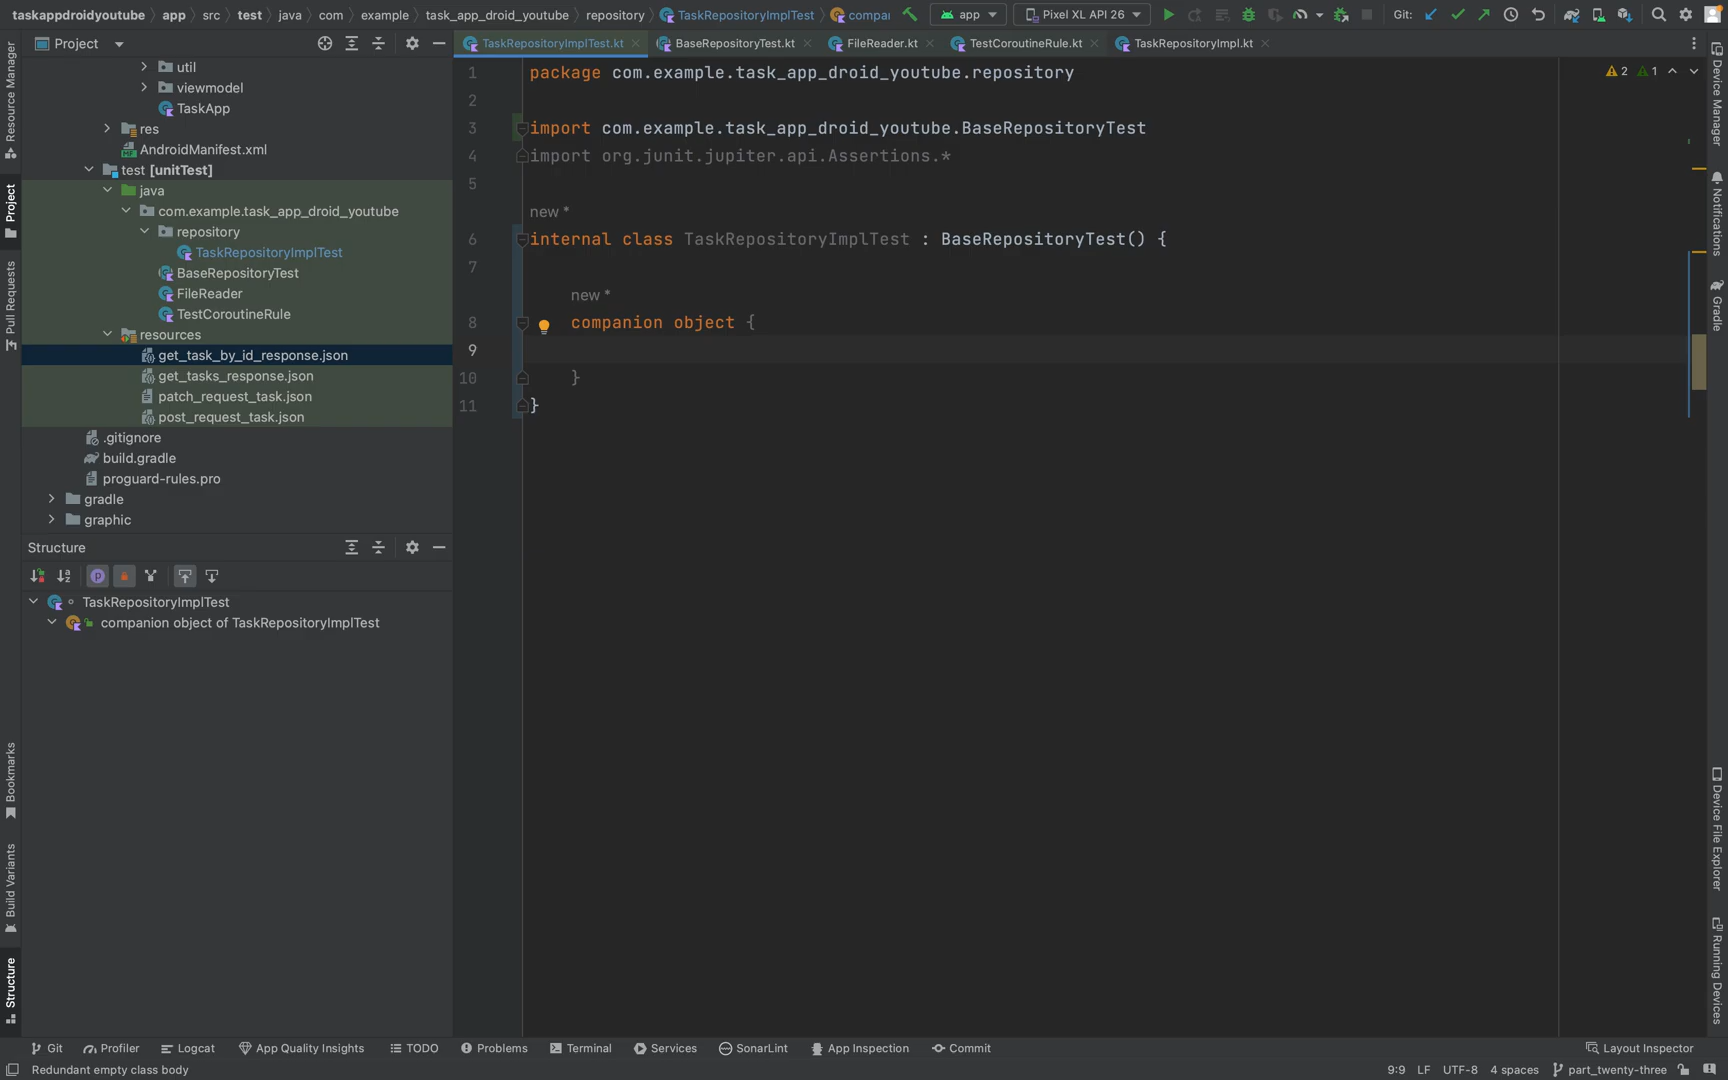 taskappdroidyoutube > app > src > test > java > com > example > task_app_droid_youtube > repository > TaskRepositoryImplTest > compar
app
Pixel XL API 26
Git:
Project
TaskRepositoryImplTest.kt
BaseRepositoryTest.kt
FileReader.kt
TestCoroutineRule.kt
TaskRepositoryImpl.kt
Resource Manager
Project
Pull Requests
Bookmarks
Build Variants
Structure
util
viewmodel
TaskApp
res
AndroidManifest.xml
test [unitTest]
java
com.example.task_app_droid_youtube
repository
TaskRepositoryImplTest
BaseRepositoryTest
FileReader
TestCoroutineRule
resources
get_task_by_id_response.json
get_tasks_response.json
patch_request_task.json
post_request_task.json
.gitignore
build.gradle
proguard-rules.pro
gradle
graphic
Structure
TaskRepositoryImplTest
companion object of TaskRepositoryImplTest
1 package com.example.task_app_droid_youtube.repository
2
3 import com.example.task_app_droid_youtube.BaseRepositoryTest
4 import org.junit.jupiter.api.Assertions.*
5
new *
6 internal class TaskRepositoryImplTest : BaseRepositoryTest() {
7
new *
8 companion object {
9
10 }
11 }
2 1
Device Manager
Notifications
Gradle
Device File Explorer
Running Devices
Git
Profiler
Logcat
App Quality Insights
TODO
Problems
Terminal
Services
SonarLint
App Inspection
Commit
Layout Inspector
Redundant empty class body
9:9 LF UTF-8 4 spaces part_twenty-three